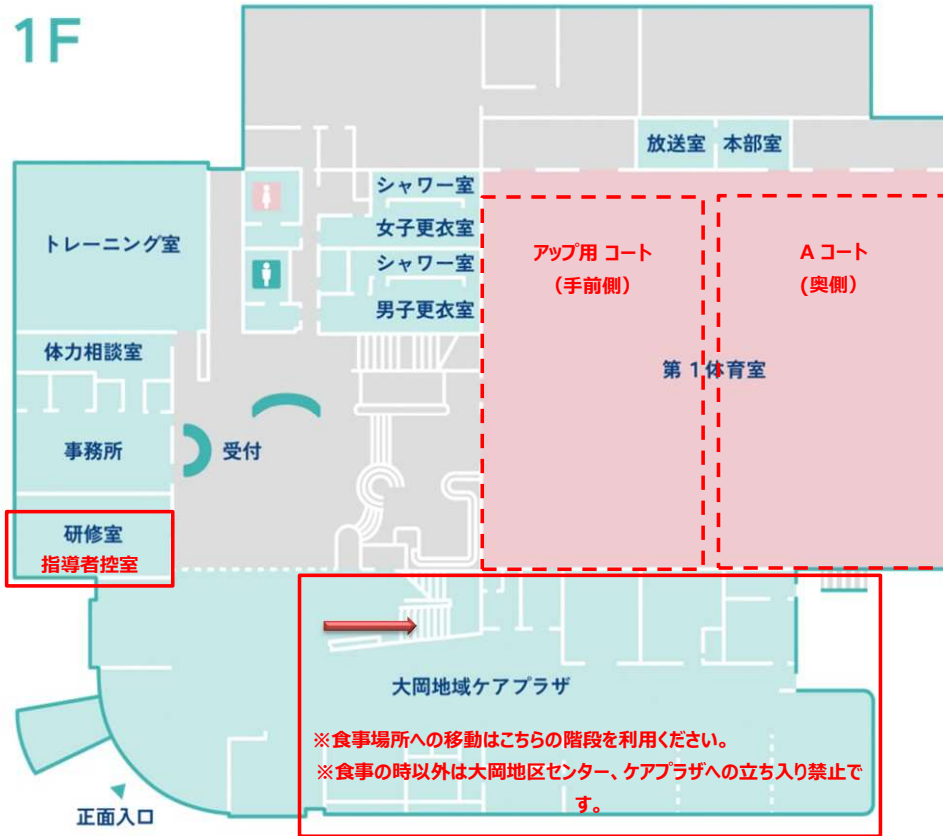 1F
放送室 本部室
シャワー室
女子更衣室
シャワー室
男子更衣室
トレーニング室
アップ用 コート
（手前側）
A コート
(奥側）
体力相談室
第 1 体育室
事務所
受付
研修室
指導者控室
大岡地域ケアプラザ
※食事場所への移動はこちらの階段を利用ください。
※食事の時以外は大岡地区センター、ケアプラザへの立ち入り禁止で
す。
正面入口